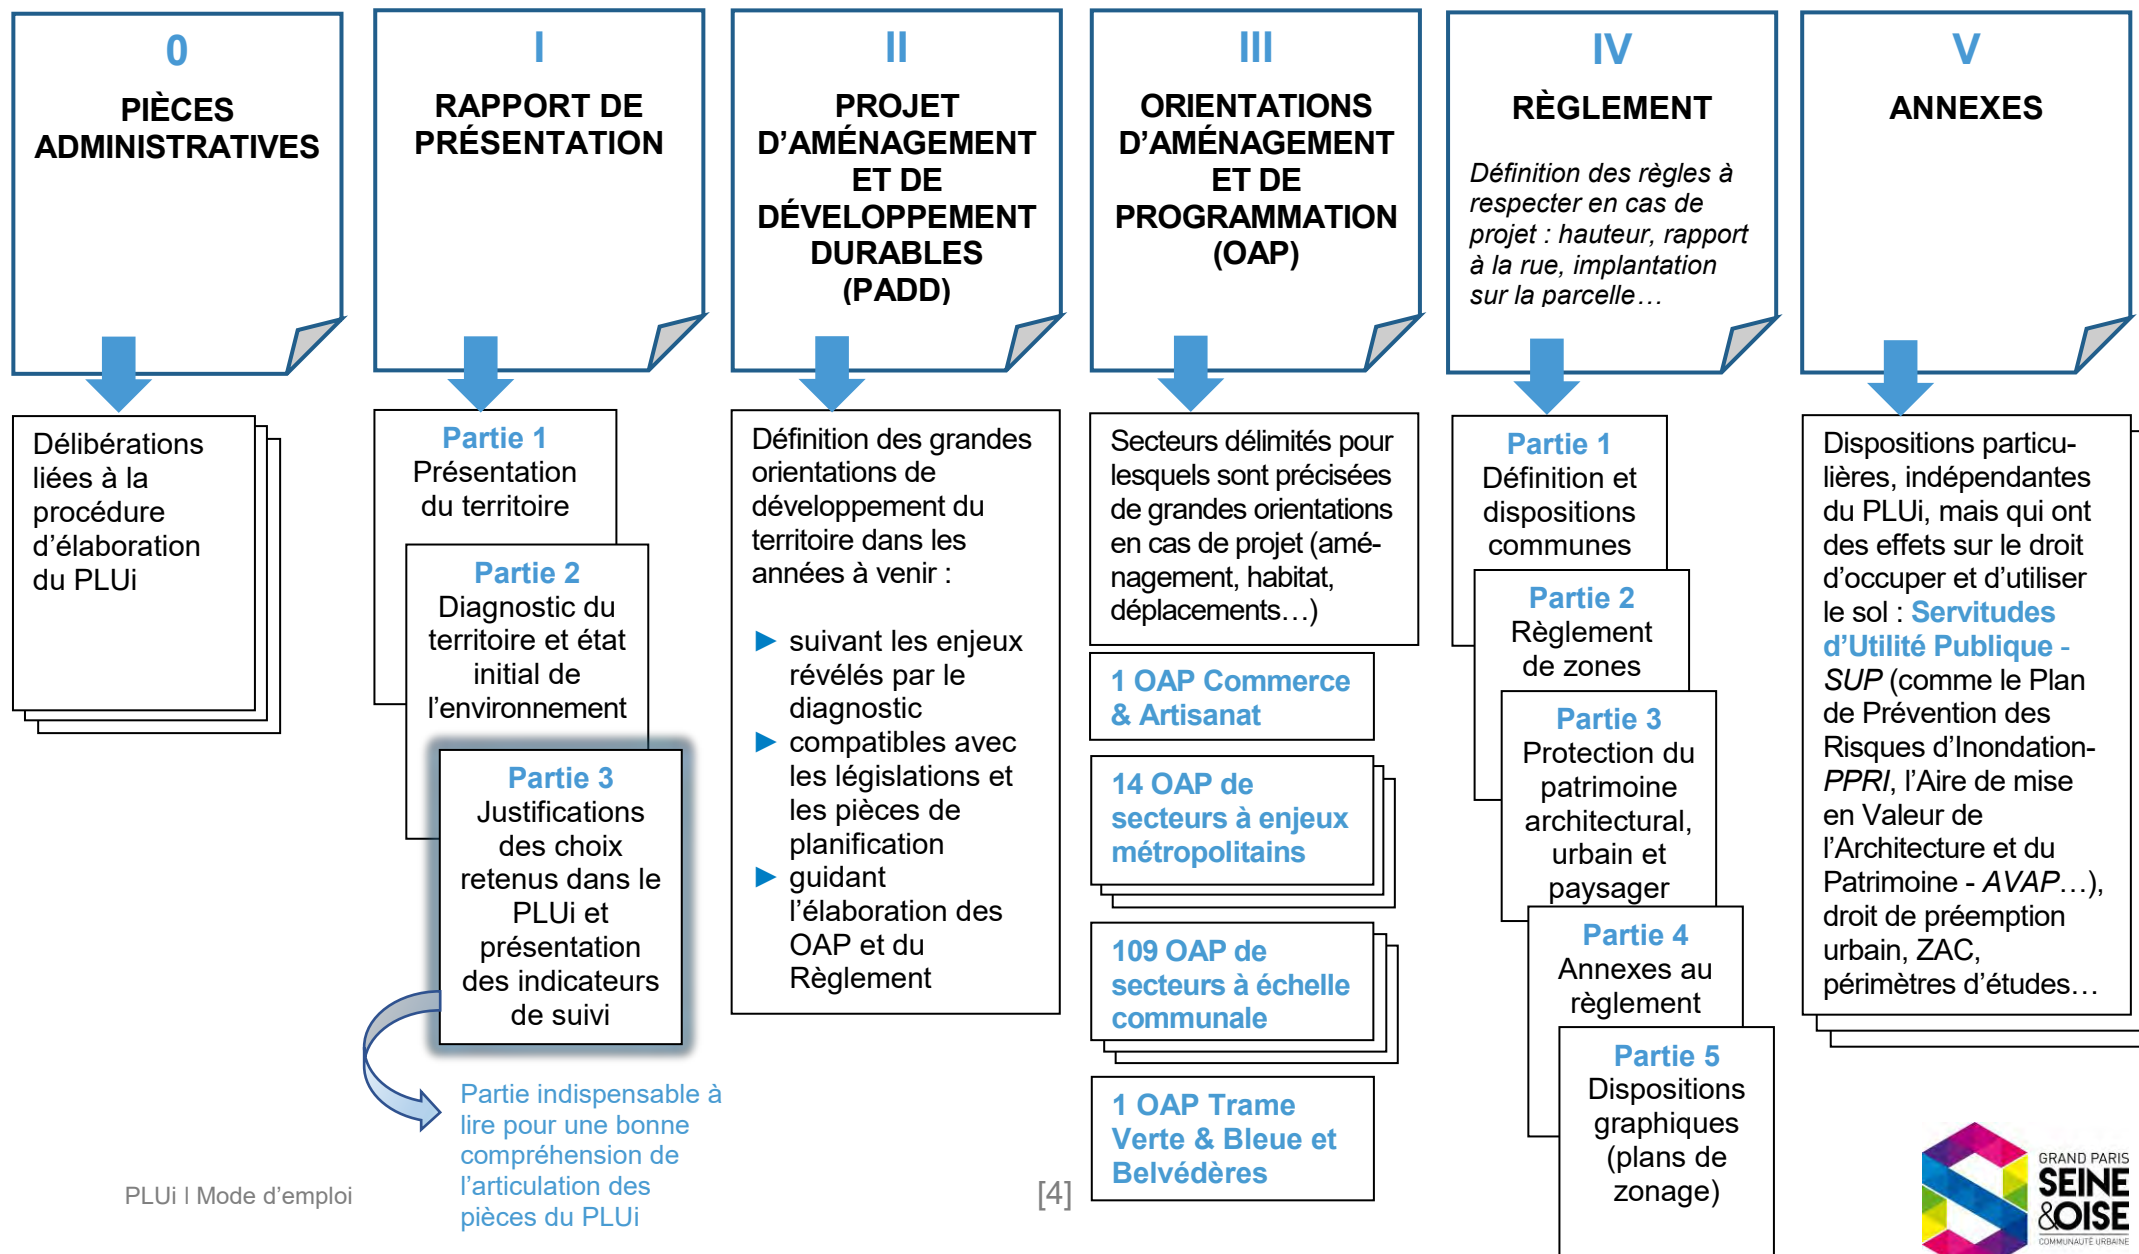 0
PIÈCES
ADMINISTRATIVES
Délibérations
liées à la
procédure
d’élaboration
du PLUi
I
RAPPORT DE
PRÉSENTATION
Partie 1
Présentation
du territoire
Partie 2
Diagnostic du
territoire et état
initial de
l’environnement
Partie 3
Justifications
des choix
retenus dans le
PLUi et
présentation
des indicateurs
de suivi
Partie indispensable à
lire pour une bonne
compréhension de
l’articulation des
pièces du PLUi
II
PROJET
D’AMÉNAGEMENT
ET DE
DÉVELOPPEMENT
DURABLES
(PADD)
Définition des grandes
orientations de
développement du
territoire dans les
années à venir :
► suivant les enjeux
révélés par le
diagnostic
► compatibles avec
les législations et
les pièces de
planification
► guidant
l’élaboration des
OAP et du
Règlement
III
ORIENTATIONS
D’AMÉNAGEMENT
ET DE
PROGRAMMATION
(OAP)
Secteurs délimités pour
lesquels sont précisées
de grandes orientations
en cas de projet (amé-
nagement, habitat,
déplacements…)
1 OAP Commerce
& Artisanat
14 OAP de
secteurs à enjeux
métropolitains
109 OAP de
secteurs à échelle
communale
1 OAP Trame
Verte & Bleue et
Belvédères
IV
RÈGLEMENT
Définition des règles à
respecter en cas de
projet : hauteur, rapport
à la rue, implantation
sur la parcelle…
Partie 1
Définition et
dispositions
communes
Partie 2
Règlement
de zones
Partie 3
Protection du
patrimoine
architectural,
urbain et
paysager
Partie 4
Annexes au
règlement
Partie 5
Dispositions
graphiques
(plans de
zonage)
V
ANNEXES
Dispositions particu-
lières, indépendantes
du PLUi, mais qui ont
des effets sur le droit
d’occuper et d’utiliser
le sol : Servitudes
d’Utilité Publique -
SUP (comme le Plan
de Prévention des
Risques d’Inondation-
PPRI, l’Aire de mise
en Valeur de
l’Architecture et du
Patrimoine - AVAP…),
droit de préemption
urbain, ZAC,
périmètres d’études…
PLUi I Mode d’emploi
[4]
GRAND PARIS
SEINE
&OISE
COMMUNAUTÉ URBAINE